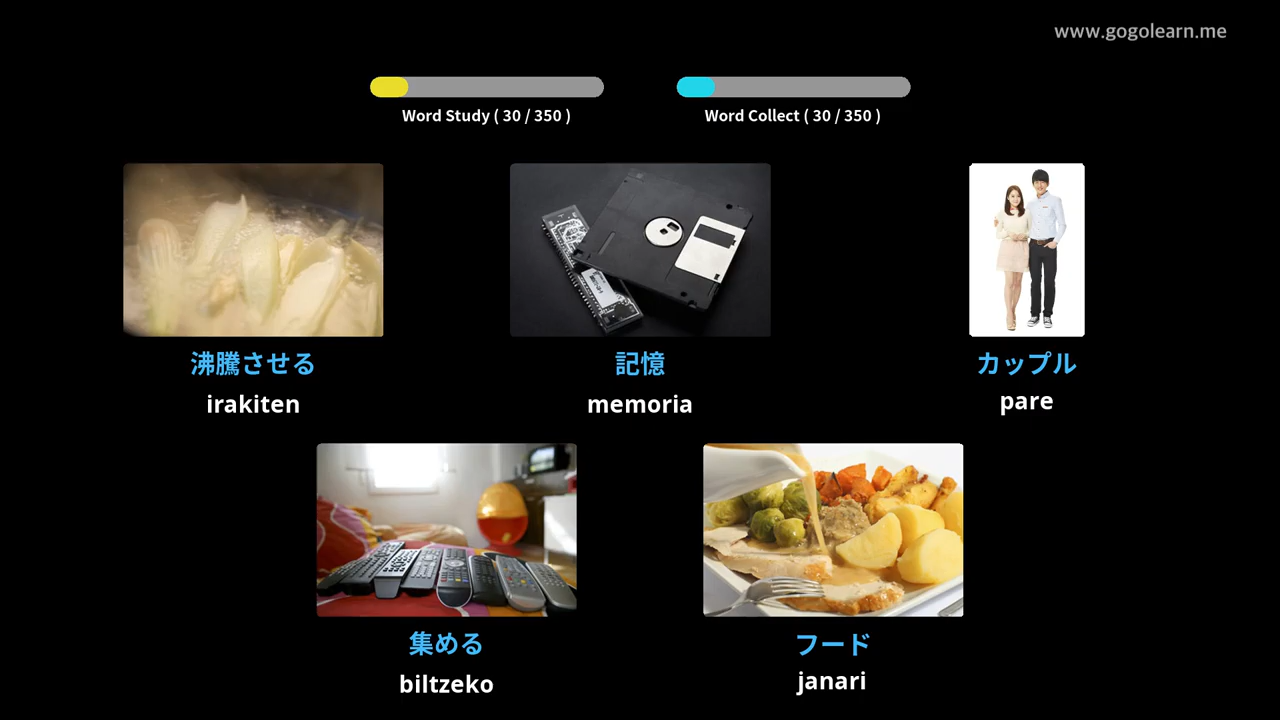 www.gogolearn.me
Word Study ( 30 / 350 )
Word Collect ( 30 / 350 )
沸騰させる
irakiten
記憶
memoria
カップル
pare
集める
biltzeko
フード
janari